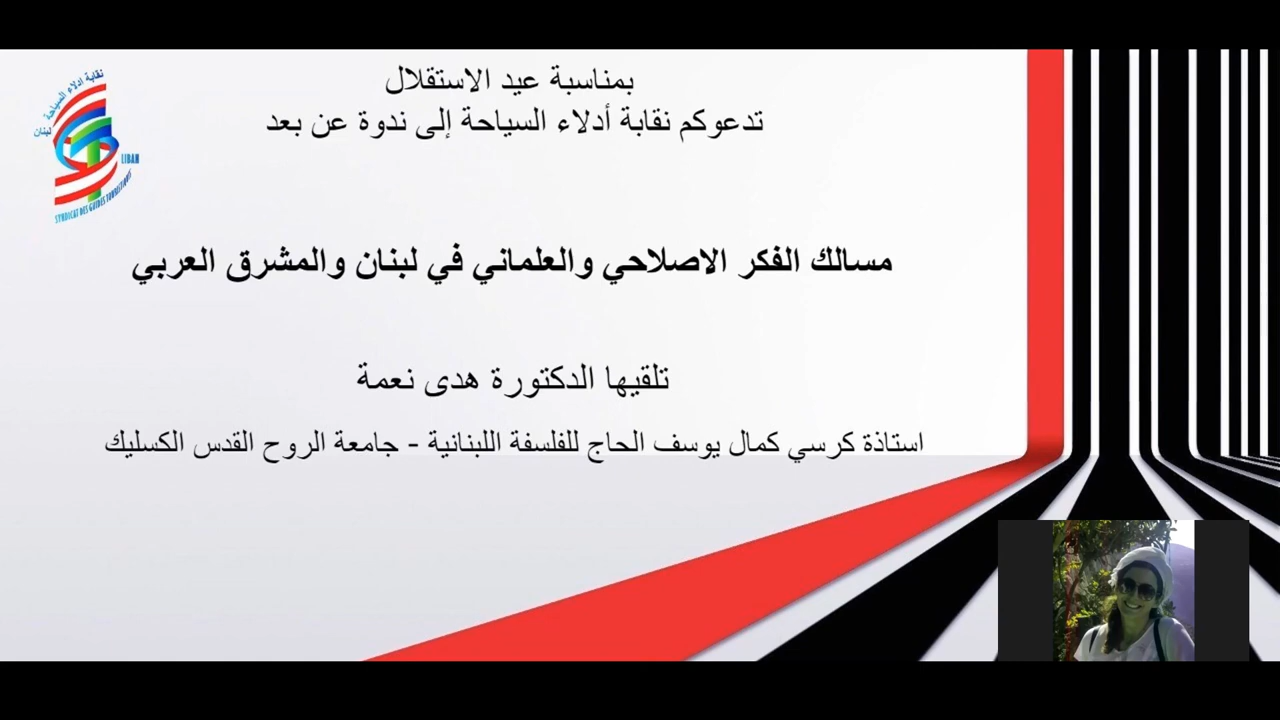 نقابة ادلاء السياحة
لبنان
LIBAN
SYNDICAT DES GUIDES TOURISTIQUES
بمناسبة عيد الاستقلال
تدعوكم نقابة أدلاء السياحة إلى ندوة عن بعد
مسالك الفكر الاصلاحي والعلماني في لبنان والمشرق العربي
تلقيها الدكتورة هدى نعمة
استاذة كرسي كمال يوسف الحاج للفلسفة اللبنانية - جامعة الروح القدس الكسليك